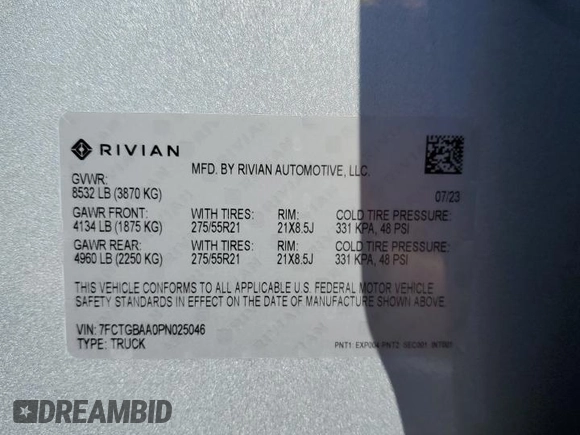 RIVIAN
MFD. BY RIVIAN AUTOMOTIVE, LLC.
GVWR:
8532 LB (3870 KG)
07/23
GAWR FRONT: WITH TIRES: RIM: COLD TIRE PRESSURE:
4134 LB (1875 KG) 275/55R21 21X8.5J 331 KPA, 48 PSI
GAWR REAR: WITH TIRES: RIM: COLD TIRE PRESSURE:
4960 LB (2250 KG) 275/55R21 21X8.5J 331 KPA, 48 PSI
THIS VEHICLE CONFORMS TO ALL APPLICABLE U.S. FEDERAL MOTOR VEHICLE
SAFETY STANDARDS IN EFFECT ON THE DATE OF MANUFACTURE SHOWN ABOVE.
VIN: 7FCTGBAA0PN025046
TYPE: TRUCK
PNT1: EXP004 PNT2:
DREAMBID